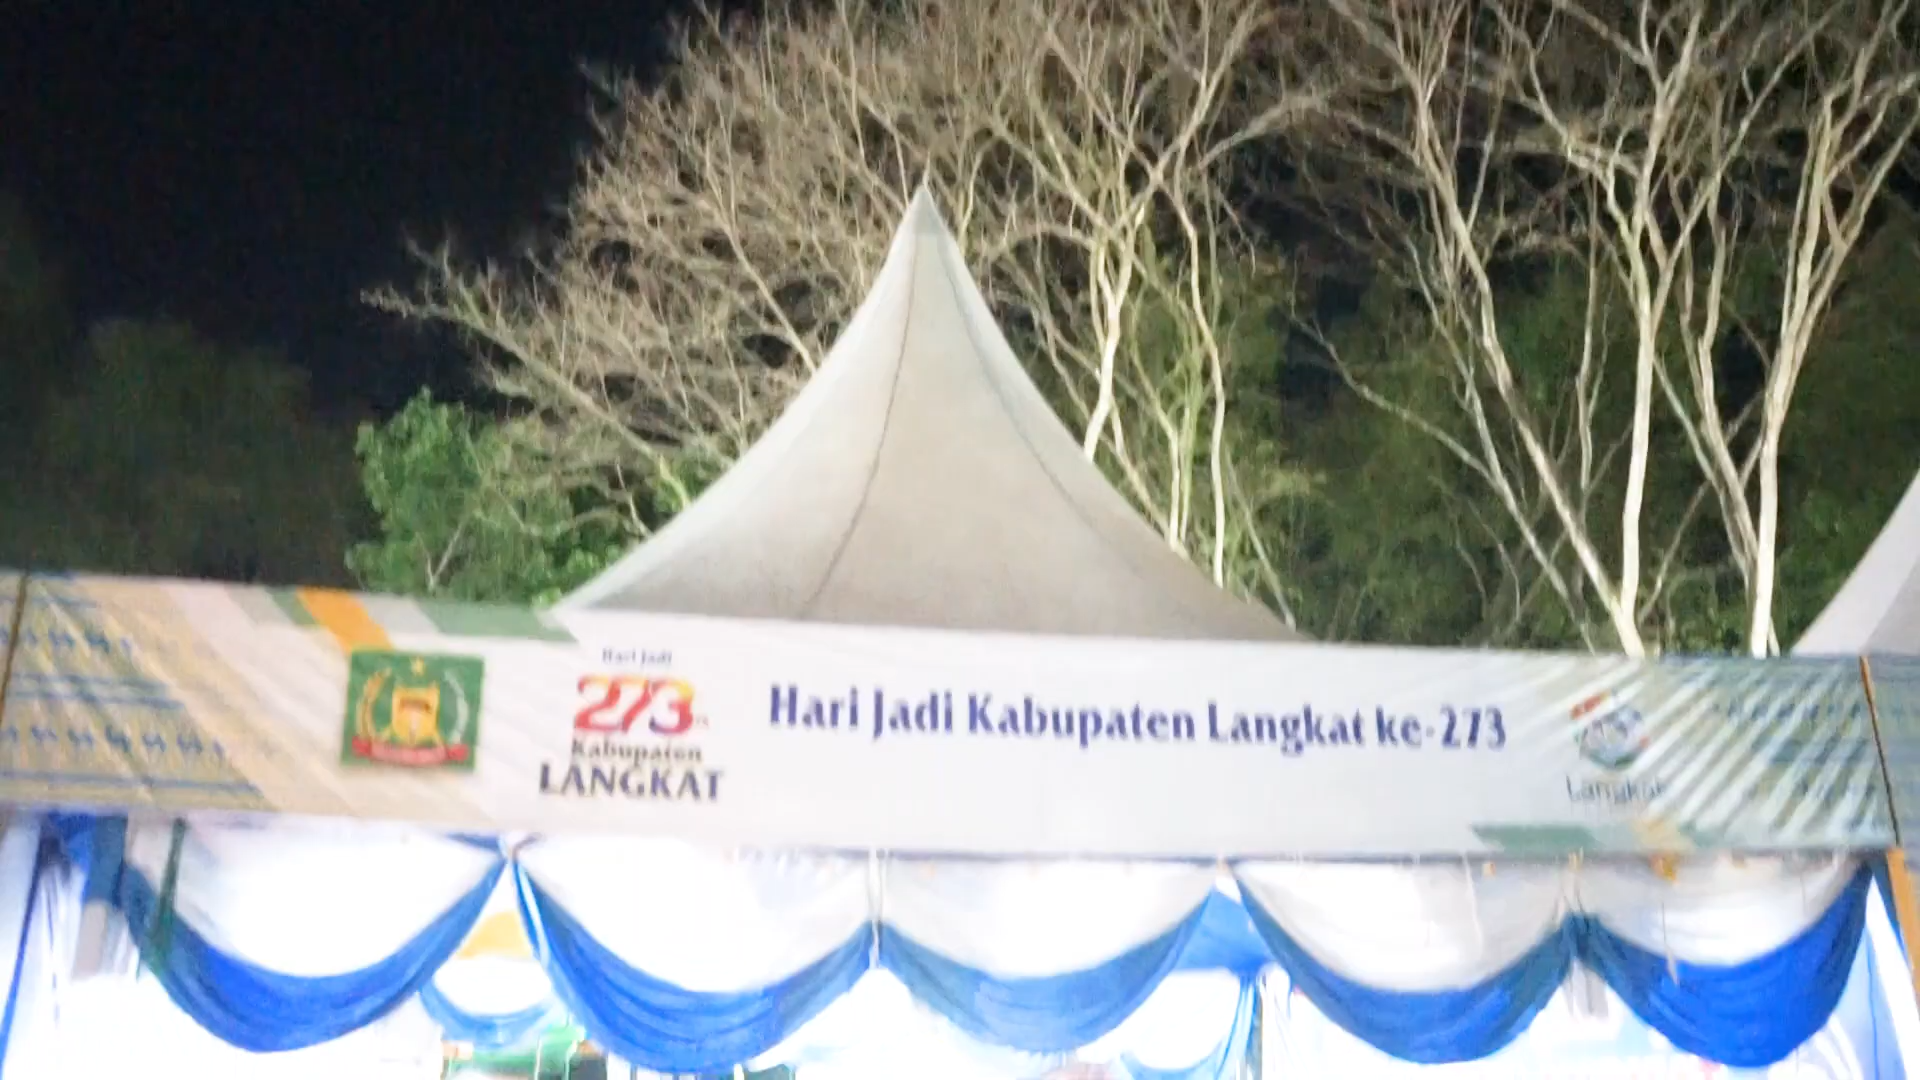 Hari Jadi
273
Kabupaten
LANGKAT
Hari Jadi Kabupaten Langkat ke-273
Langkat